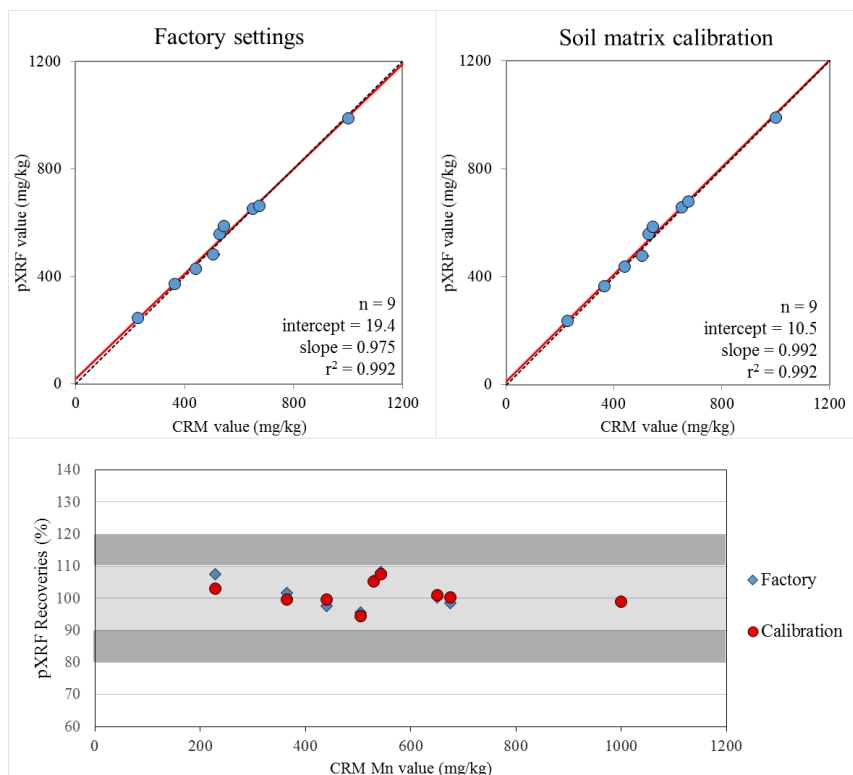 Factory settings
1200
800
400
0
pXRF value (mg/kg)
n = 9
intercept = 19.4
slope = 0.975
r² = 0.992
0 400 800 1200
CRM value (mg/kg)
Soil matrix calibration
1200
800
400
0
pXRF value (mg/kg)
n = 9
intercept = 10.5
slope = 0.992
r² = 0.992
0 400 800 1200
CRM value (mg/kg)
140
130
120
110
100
90
80
70
60
pXRF Recoveries (%)
0 200 400 600 800 1000 1200
CRM Mn value (mg/kg)
Factory
Calibration